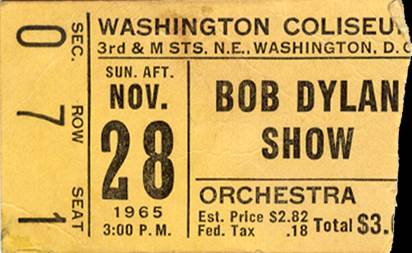 WASHINGTON COLISEU
3rd & M STS. N.E., WASHINGTON, D.C
SEC. 0
ROW 7
SEAT 1
SUN. AFT.
NOV.
28
1965
3:00 P.M.
BOB DYLAN
SHOW
ORCHESTRA
Est. Price $2.82
Fed. Tax .18
Total $3.